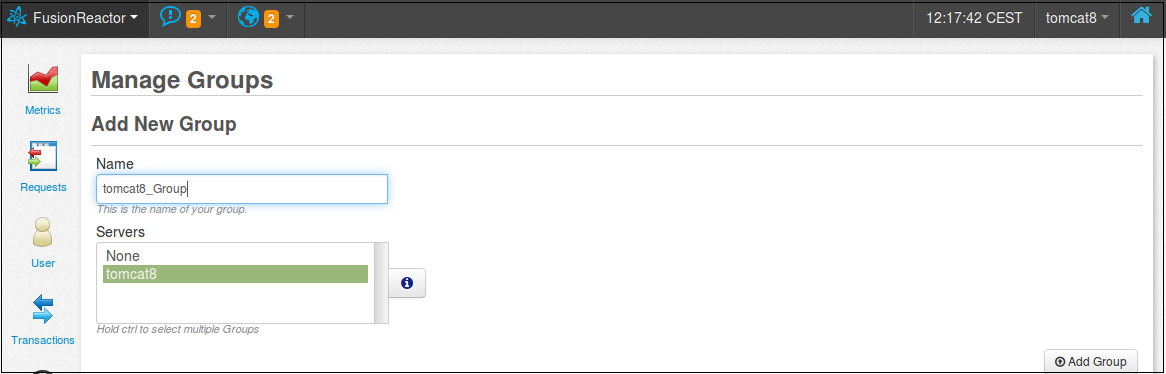 FusionReactor 2 2 12:17:42 CEST tomcat8
Metrics
Requests
User
Transactions
Manage Groups
Add New Group
Name
tomcat8_Group
This is the name of your group.
Servers
None
tomcat8
Hold ctrl to select multiple Groups
Add Group